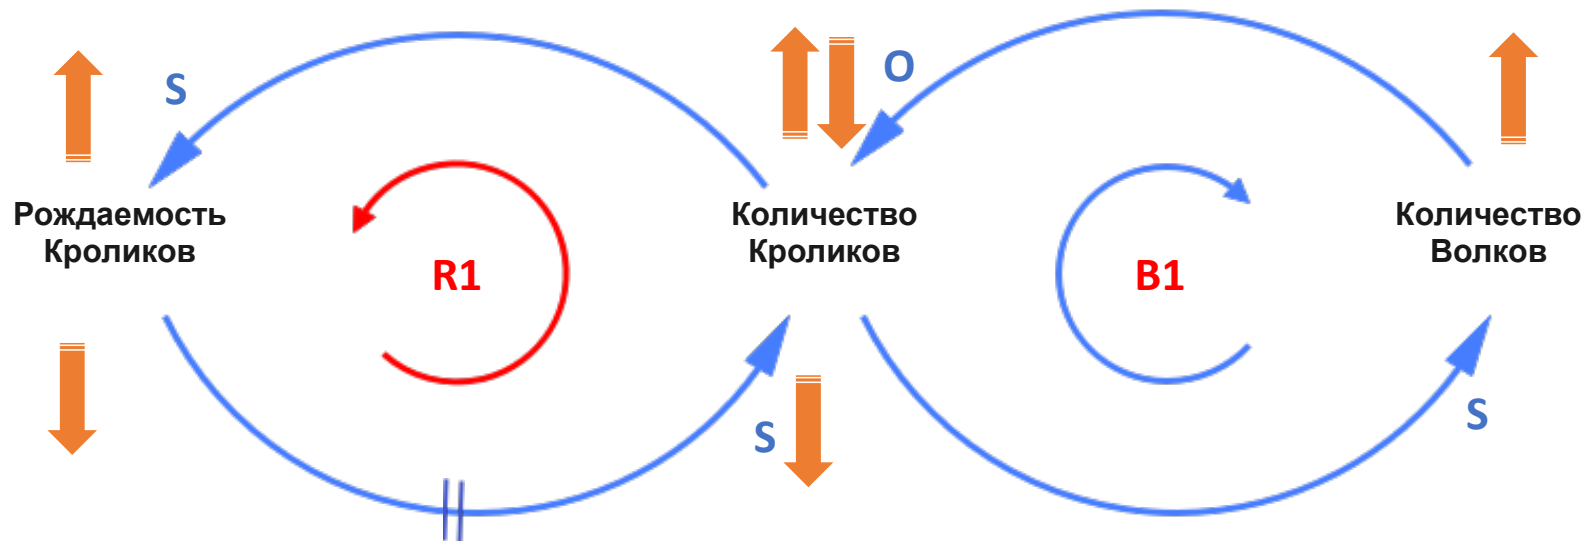 S
O
Рождаемость
Кроликов
Количество
Кроликов
Количество
Волков
R1
B1
S
S